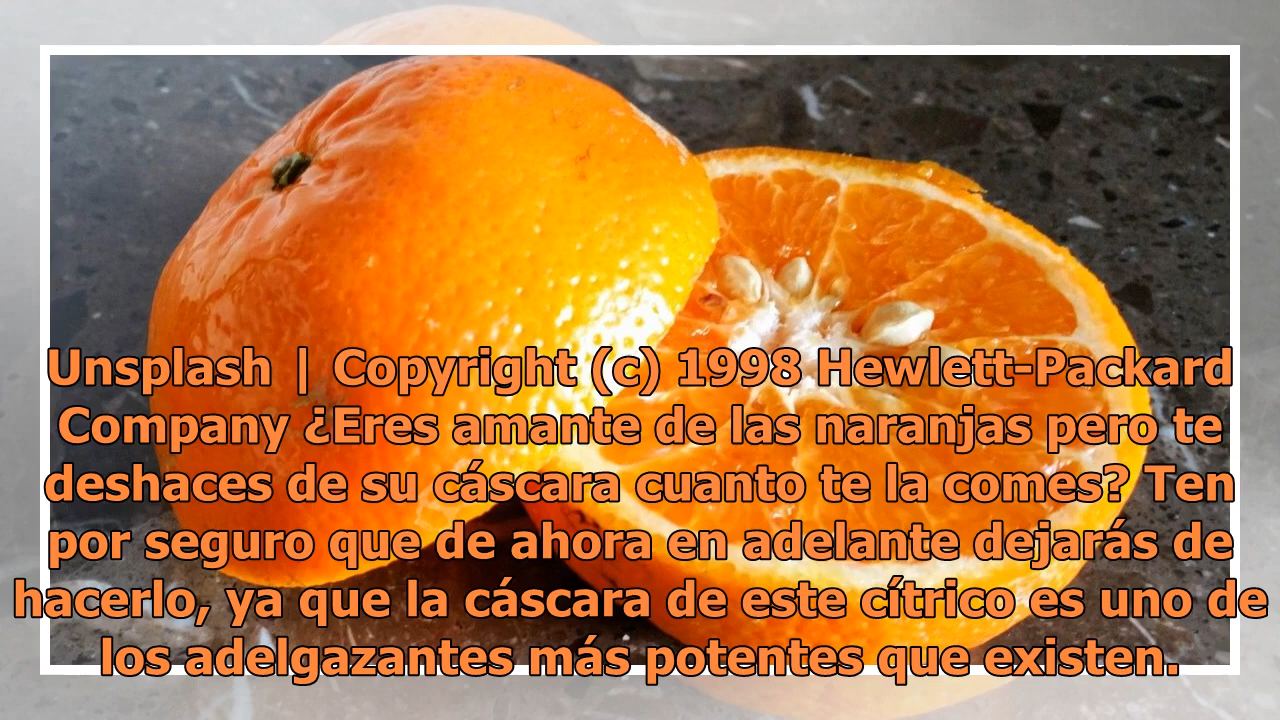 Unsplash | Copyright (c) 1998 Hewlett-Packard
Company ¿Eres amante de las naranjas pero te
deshaces de su cáscara cuanto te la comes? Ten
por seguro que de ahora en adelante dejarás de
hacerlo, ya que la cáscara de este cítrico es uno de
los adelgazantes más potentes que existen.